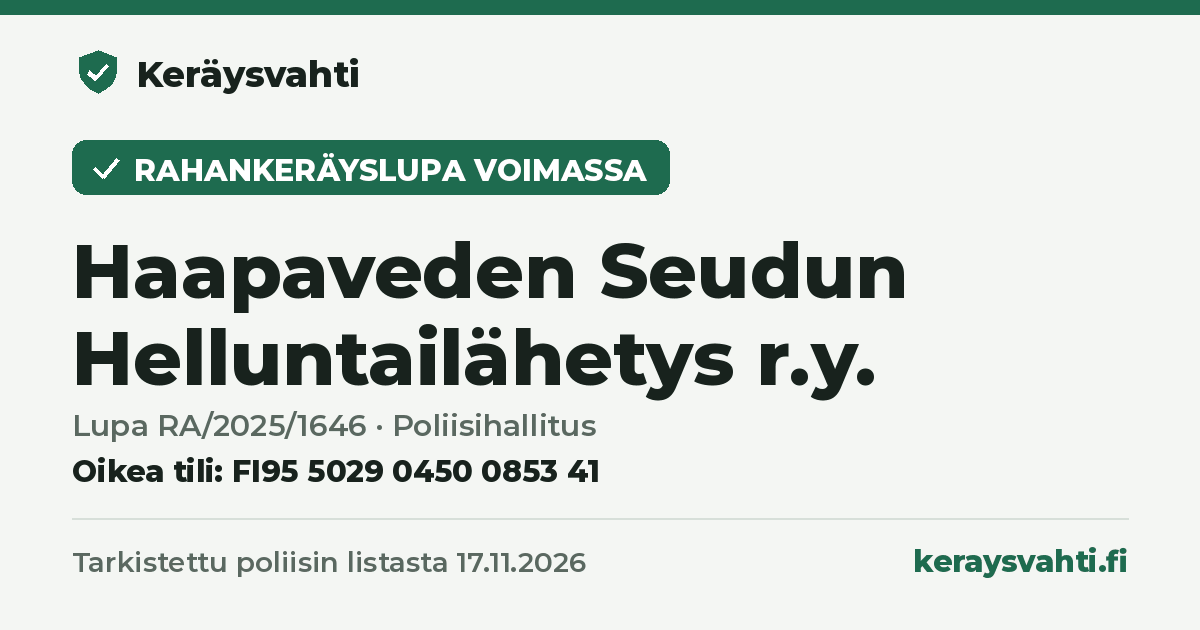 Keräysvahti
RAHANKERÄYSLUPA VOIMASSA
Haapaveden Seudun
Helluntailähetys r.y.
Lupa RA/2025/1646 · Poliisihallitus
Oikea tili: FI95 5029 0450 0853 41
Tarkistettu poliisin listasta 17.11.2026
keraysvahti.fi